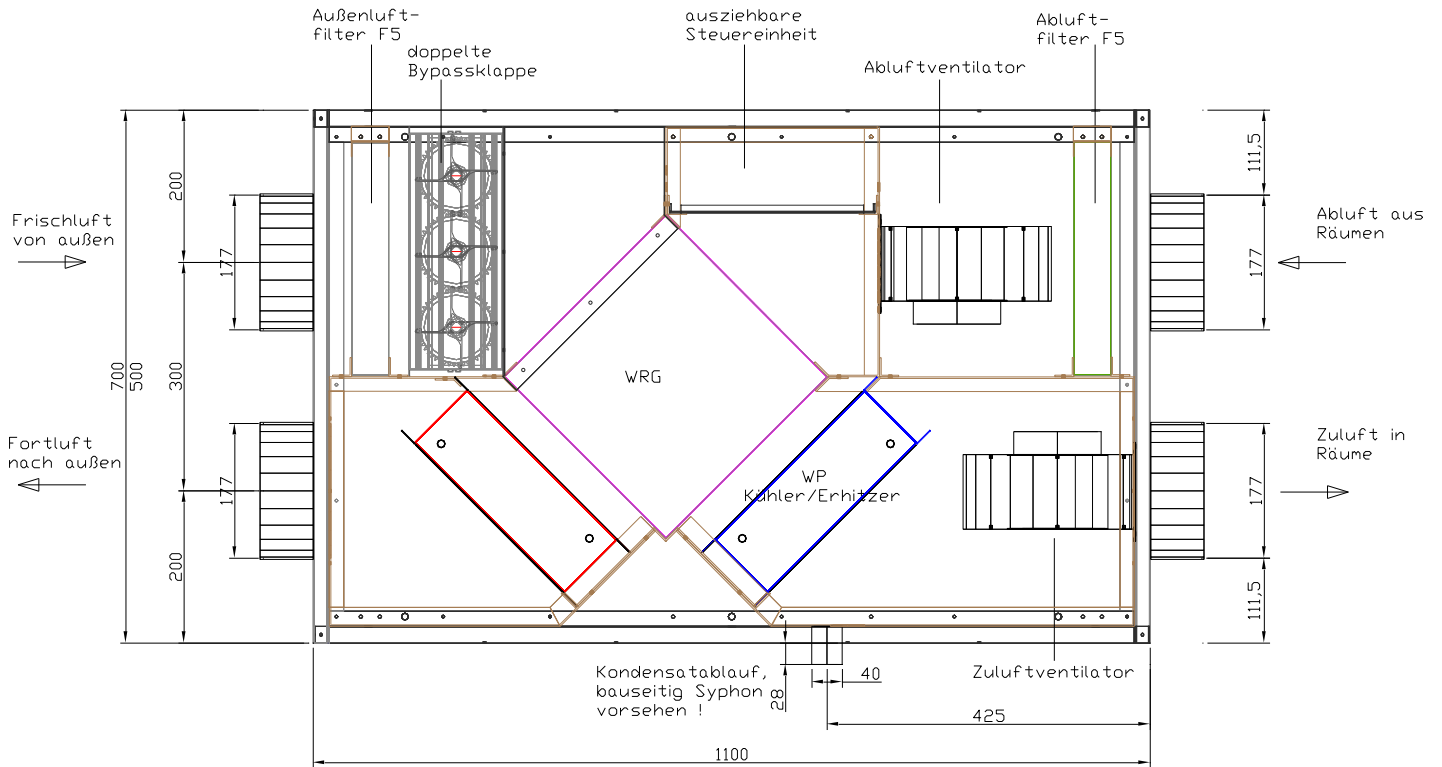 Außenluft-
filter F5
doppelte
Bypassklappe
ausziehbare
Steuereinheit
Abluftventilator
Abluft-
filter F5
Frischluft
von außen
Fortluft
nach außen
Abluft aus
Räumen
Zuluft in
Räume
WRG
WP
Kühler/Erhitzer
Kondensatablauf,
bauseitig Syphon
vorsehen !
Zuluftventilator
700
500
200
300
200
177
177
111,5
177
177
111,5
28
40
425
1100